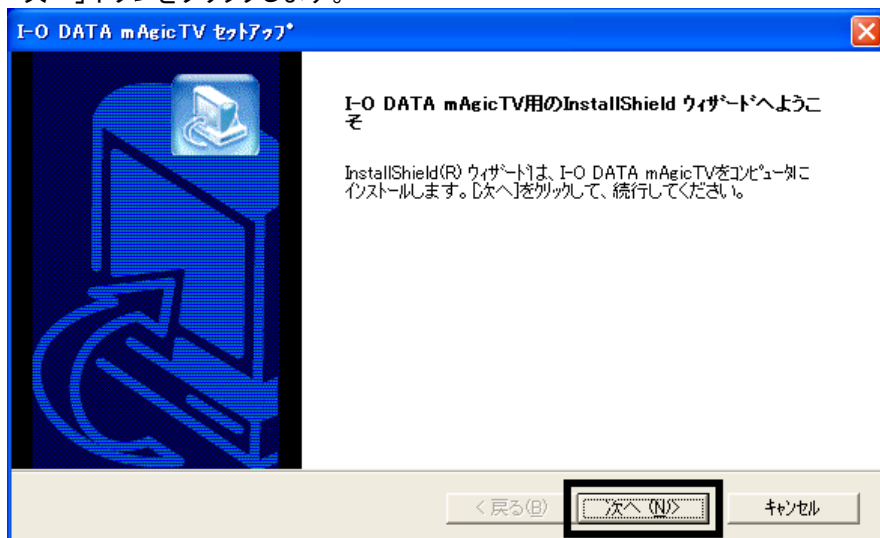 次へ]ボタンをクリックします。
I-O DATA mAgicTV ｾｯﾄｱｯﾌﾟ
I-O DATA mAgicTV用のInstallShield ｳｨｻﾞｰﾄﾞへようこ
そ
InstallShield(R) ｳｨｻﾞｰﾄﾞは、I-O DATA mAgicTVをｺﾝﾋﾟｭｰﾀに
ｲﾝｽﾄｰﾙします。[次へ]をｸﾘｯｸして、続行してください。
< 戻る(B)
次へ (N)>
ｷｬﾝｾﾙ